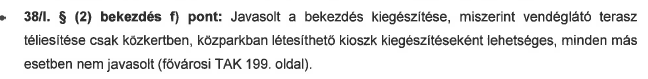 • 38/I. § (2) bekezdés f) pont: Javasolt a bekezdés kiegészítése, miszerint vendéglátó terasz
téliesítése csak közkertben, közparkban létesíthető kioszk kiegészítéseként lehetséges, minden más
esetben nem javasolt (fővárosi TAK 199. oldal).